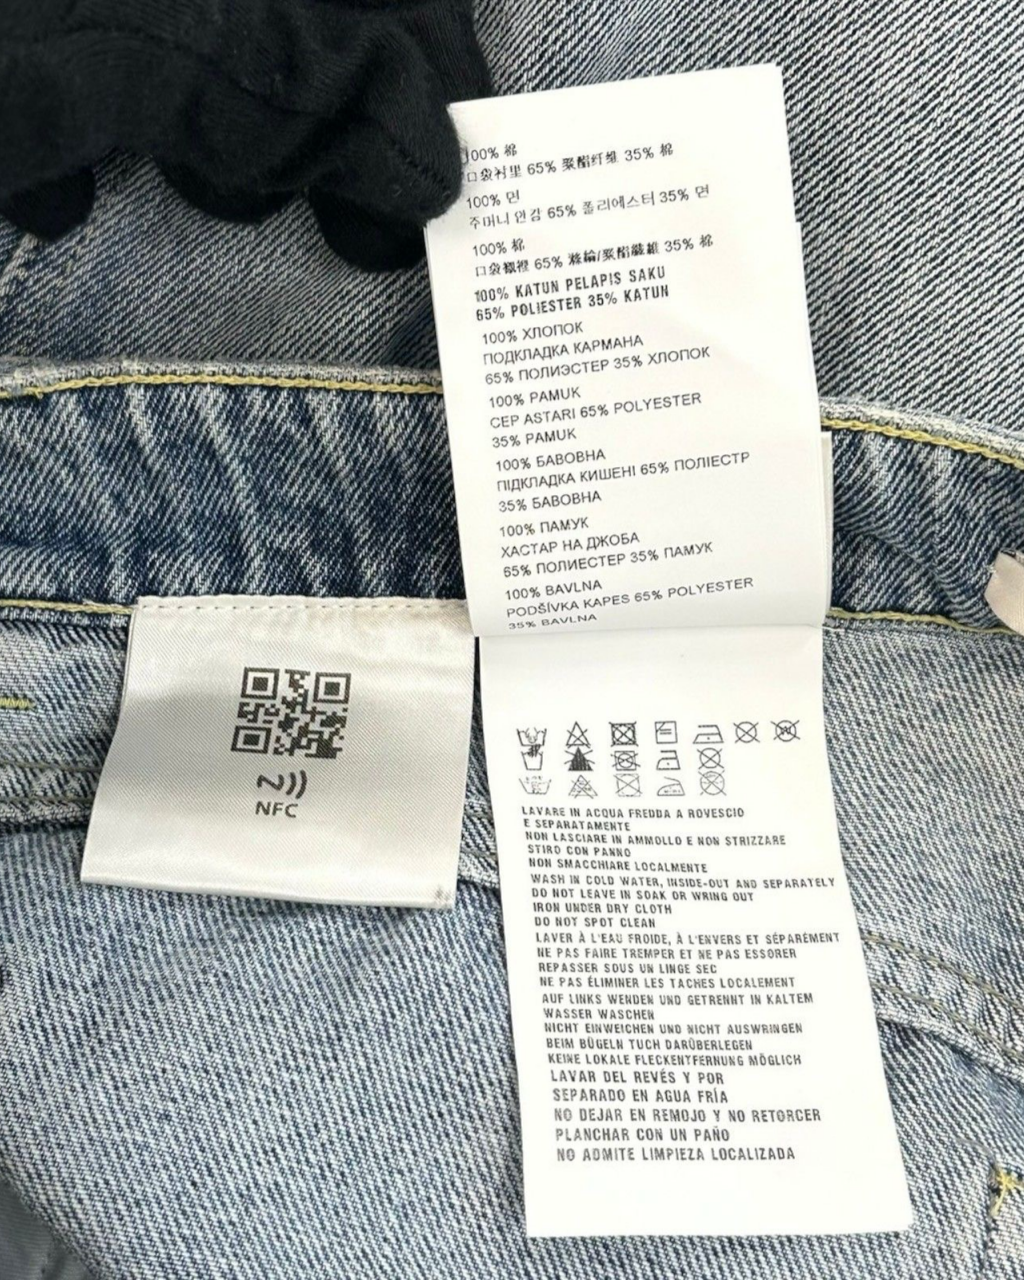 100% 棉
口袋衬里 65% 聚酯纤维 35% 棉
100% 면
주머니 안감 65% 폴리에스터 35% 면
100% 棉
口袋襯裡 65% 滌綸/聚酯纖維 35% 棉
100% KATUN PELAPIS SAKU
65% POLIESTER 35% KATUN
100% ХЛОПОК
ПОДКЛАДКА КАРМАНА
65% ПОЛИЭСТЕР 35% ХЛОПОК
100% PAMUK
CEP ASTARI 65% POLYESTER
35% PAMUK
100% БАВОВНА
ПІДКЛАДКА КИШЕНІ 65% ПОЛІЕСТР
35% БАВОВНА
100% ПАМУК
ХАСТАР НА ДЖОБА
65% ПОЛИЕСТЕР 35% ПАМУК
100% BAVLNA
PODŠÍVKA KAPES 65% POLYESTER
35% BAVLNA
NFC
LAVARE IN ACQUA FREDDA A ROVESCIO
E SEPARATAMENTE
NON LASCIARE IN AMMOLLO E NON STRIZZARE
STIRO CON PANNO
NON SMACCHIARE LOCALMENTE
WASH IN COLD WATER, INSIDE-OUT AND SEPARATELY
DO NOT LEAVE IN SOAK OR WRING OUT
IRON UNDER DRY CLOTH
DO NOT SPOT CLEAN
LAVER À L'EAU FROIDE, À L'ENVERS ET SÉPARÉMENT
NE PAS FAIRE TREMPER ET NE PAS ESSORER
REPASSER SOUS UN LINGE SEC
NE PAS ÉLIMINER LES TACHES LOCALEMENT
AUF LINKS WENDEN UND GETRENNT IN KALTEM
WASSER WASCHEN
NICHT EINWEICHEN UND NICHT AUSWRINGEN
BEIM BÜGELN TUCH DARÜBERLEGEN
KEINE LOKALE FLECKENTFERNUNG MÖGLICH
LAVAR DEL REVÉS Y POR
SEPARADO EN AGUA FRÍA
NO DEJAR EN REMOJO Y NO RETORCER
PLANCHAR CON UN PAÑO
NO ADMITE LIMPIEZA LOCALIZADA